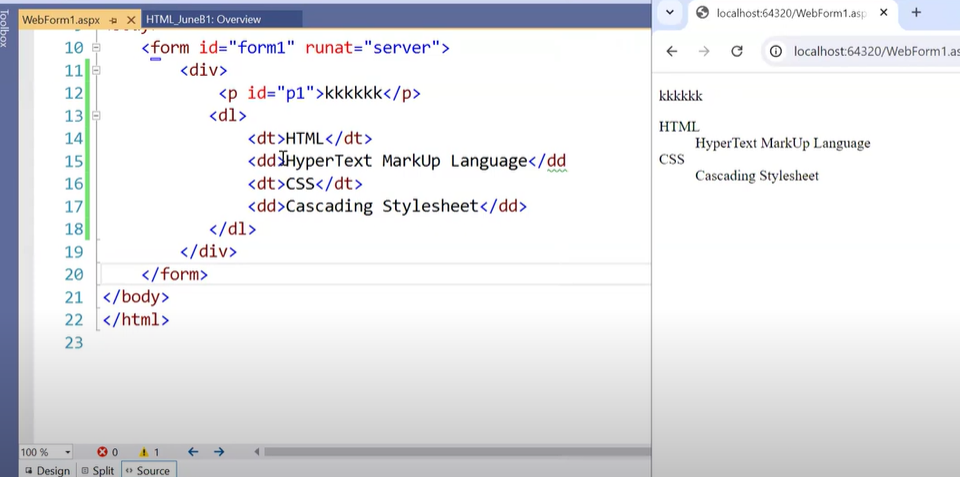 Toolbox
WebForm1.aspx
HTML_JuneB1: Overview
10 <form id="form1" runat="server">
11 <div>
12 <p id="p1">kkkkkk</p>
13 <dl>
14 <dt>HTML</dt>
15 <dd>HyperText MarkUp Language</dd
16 <dt>CSS</dt>
17 <dd>Cascading Stylesheet</dd>
18 </dl>
19 </div>
20 </form>
21 </body>
22 </html>
23
100 % 0 1
Design Split Source
localhost:64320/WebForm1.asp
localhost:64320/WebForm1.as
kkkkkk
HTML
HyperText MarkUp Language
CSS
Cascading Stylesheet